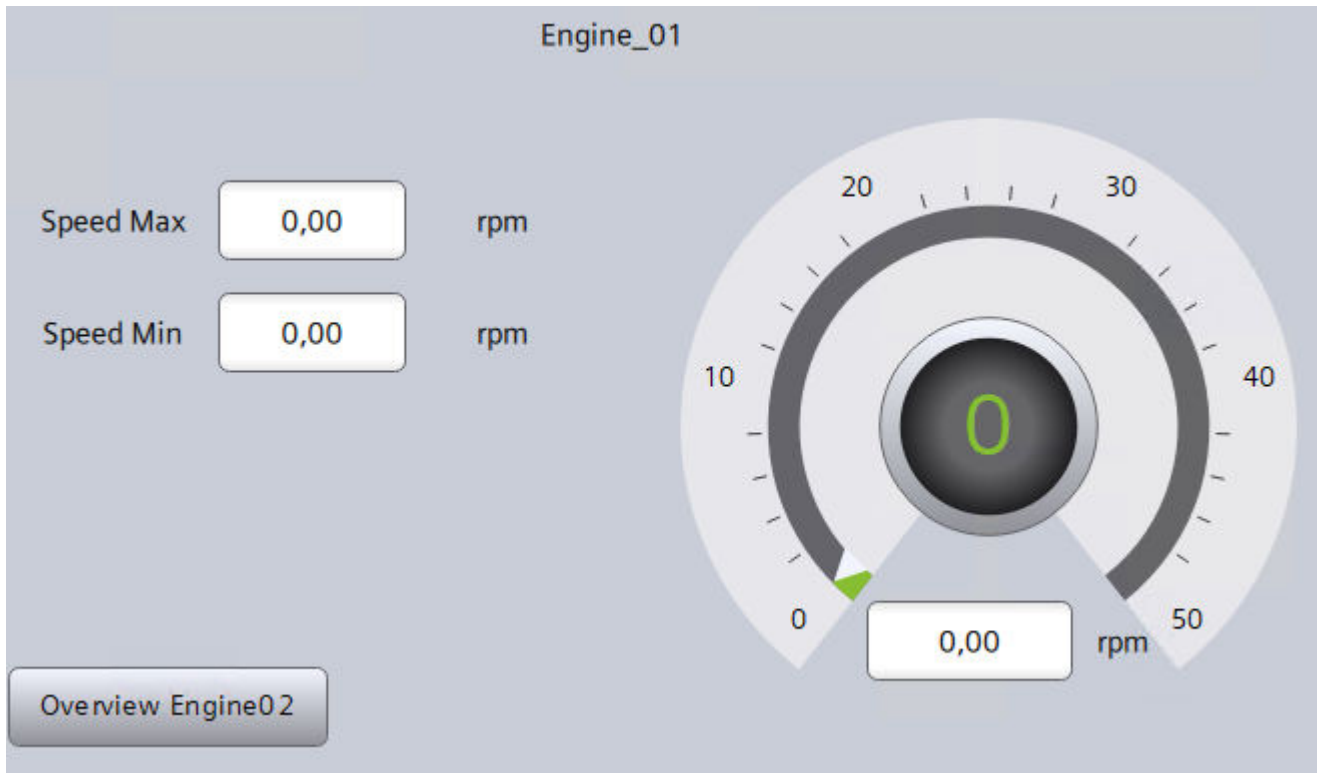 Engine_01
Speed Max 0,00 rpm
Speed Min 0,00 rpm
20 30
10 40
0
0 50
0,00 rpm
Overview Engine02